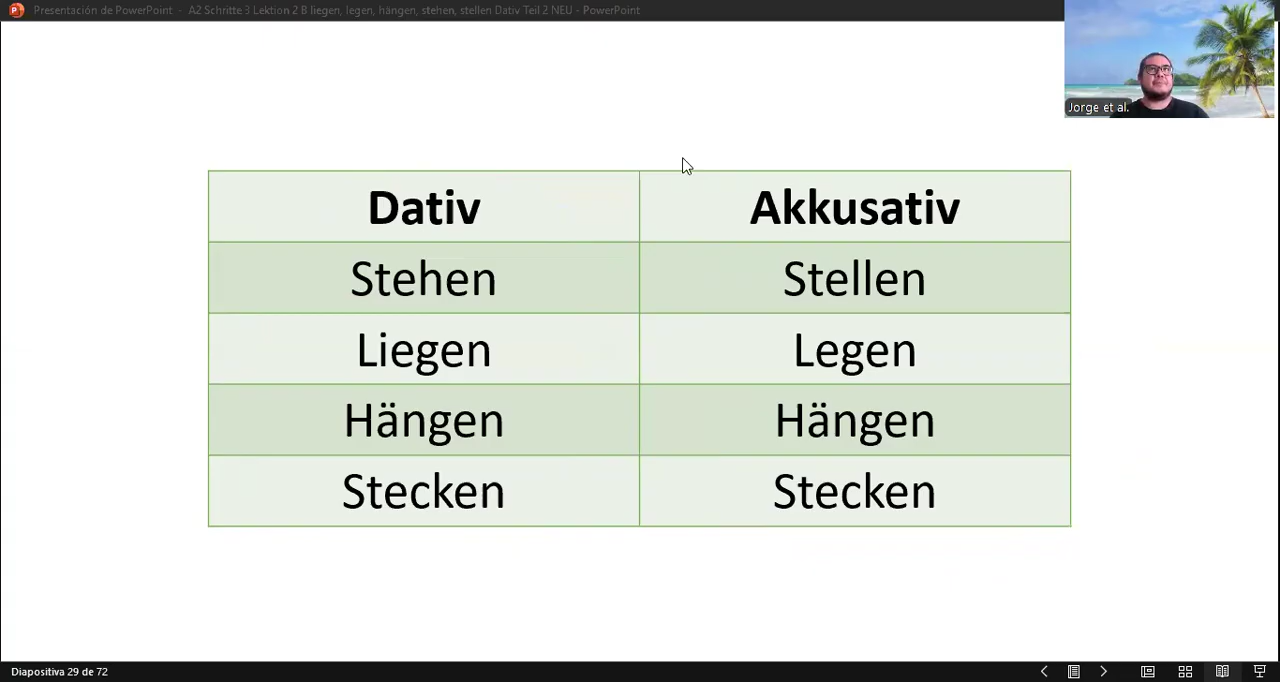 Presentación de PowerPoint - A2 Schritte 3 Lektion 2 B liegen, legen, hängen, stehen, stellen Dativ Teil 2 NEU - PowerPoint
Jorge et al.
Dativ Akkusativ
Stehen Stellen
Liegen Legen
Hängen Hängen
Stecken Stecken
Diapositiva 29 de 72